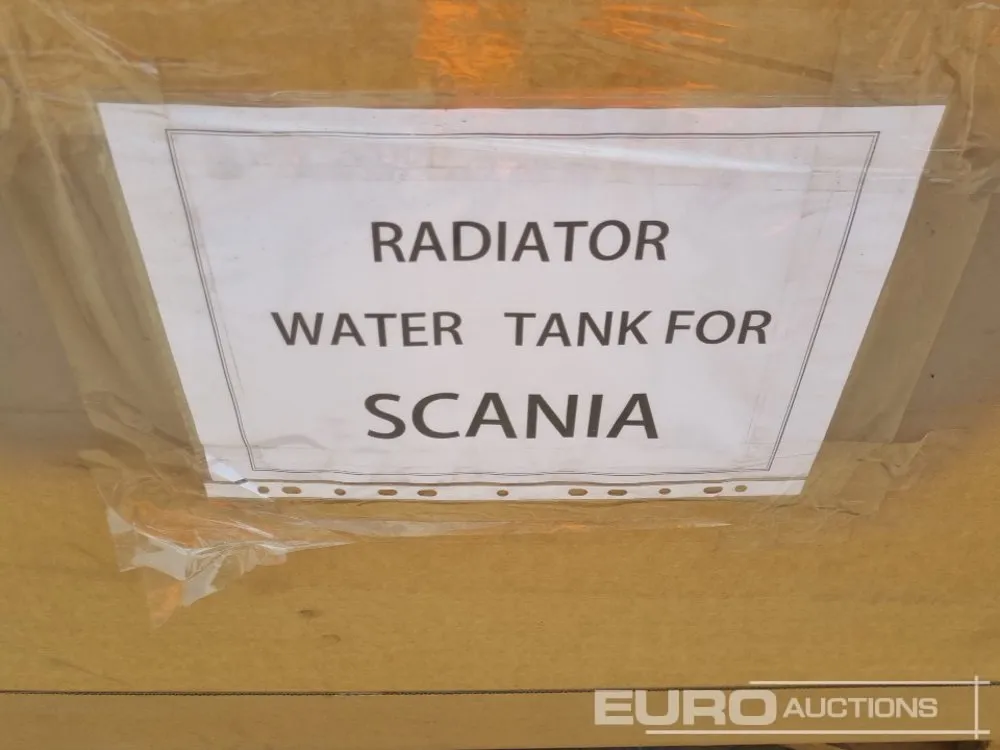 RADIATOR
WATER TANK FOR
SCANIA
EURO AUCTIONS